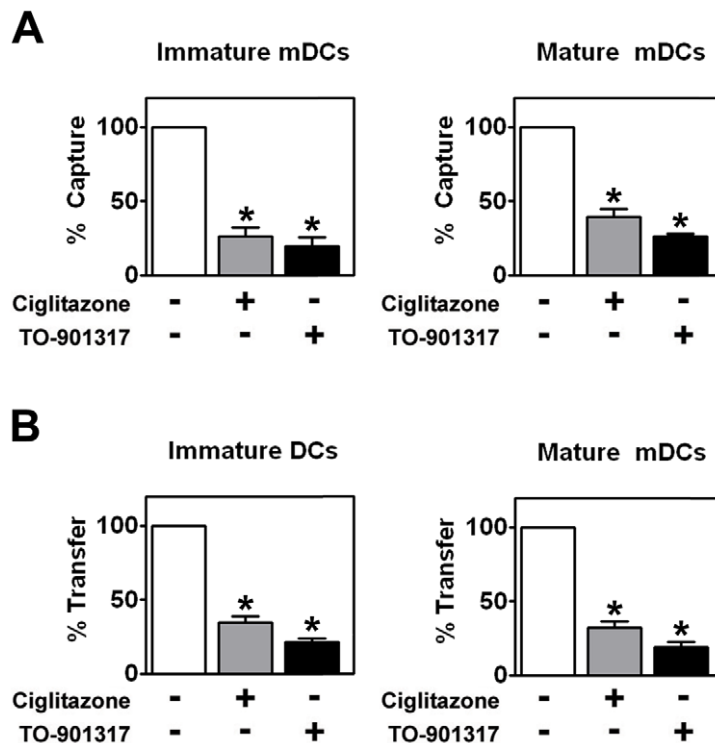 A
Immature mDCs Mature mDCs
% Capture
100
50
0
* *
% Capture
100
50
0
* *
Ciglitazone - + - Ciglitazone - + -
TO-901317 - - + TO-901317 - - +
B
Immature DCs Mature mDCs
% Transfer
100
50
0
* *
% Transfer
100
50
0
* *
Ciglitazone - + - Ciglitazone - + -
TO-901317 - - + TO-901317 - - +